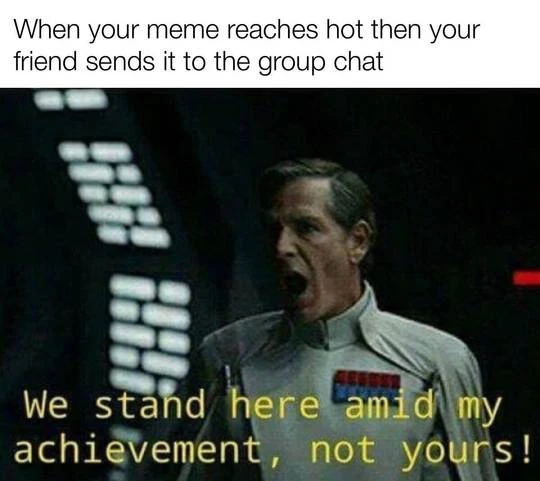 When your meme reaches hot then your
friend sends it to the group chat
We stand here amid my
achievement, not yours!